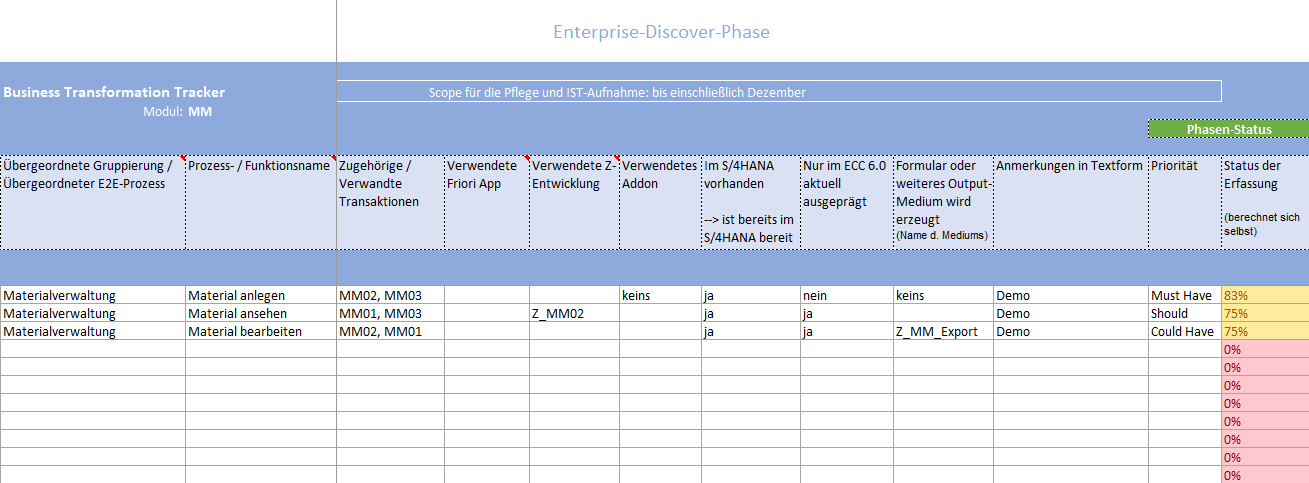 Enterprise-Discover-Phase
Business Transformation Tracker
Scope für die Pflege und IST-Aufnahme: bis einschließlich Dezember
Modul: MM
Phasen-Status
Übergeordnete Gruppierung /
Übergeordneter E2E-Prozess
Prozess- / Funktionsname
Zugehörige /
Verwandte
Transaktionen
Verwendete
Friori App
Verwendete Z-
Entwicklung
Verwendetes
Addon
Im S/4HANA
vorhanden
--> ist bereits im
S/4HANA bereit
Nur im ECC 6.0
aktuell
ausgeprägt
Formular oder
weiteres Output-
Medium wird
erzeugt
(Name d. Mediums)
Anmerkungen in Textform
Priorität
Status der
Erfassung
(berechnet sich
selbst)
Materialverwaltung Material anlegen MM02, MM03 keins ja nein keins Demo Must Have 83%
Materialverwaltung Material ansehen MM01, MM03 Z_MM02 ja ja Demo Should 75%
Materialverwaltung Material bearbeiten MM02, MM01 ja ja Z_MM_Export Demo Could Have 75%
0%
0%
0%
0%
0%
0%
0%
0%